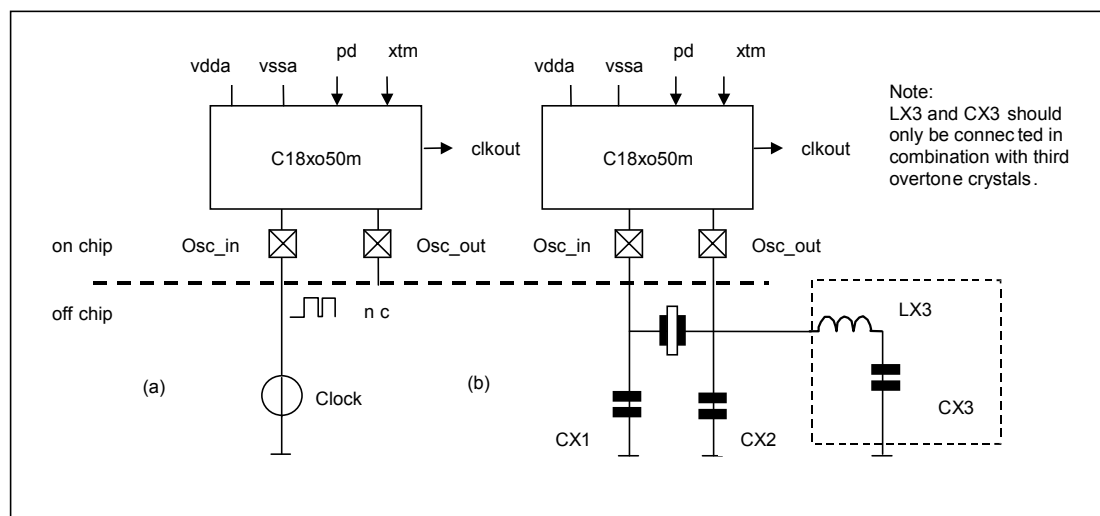 pd
xtm
vdda
vssa
C18xo50m
clkout
pd
xtm
vdda
vssa
C18xo50m
clkout
Note:
LX3 and CX3 should
only be connected in
combination with third
overtone crystals.
on chip
Osc_in
Osc_out
Osc_in
Osc_out
off chip
n c
(a)
Clock
(b)
CX1
CX2
LX3
CX3